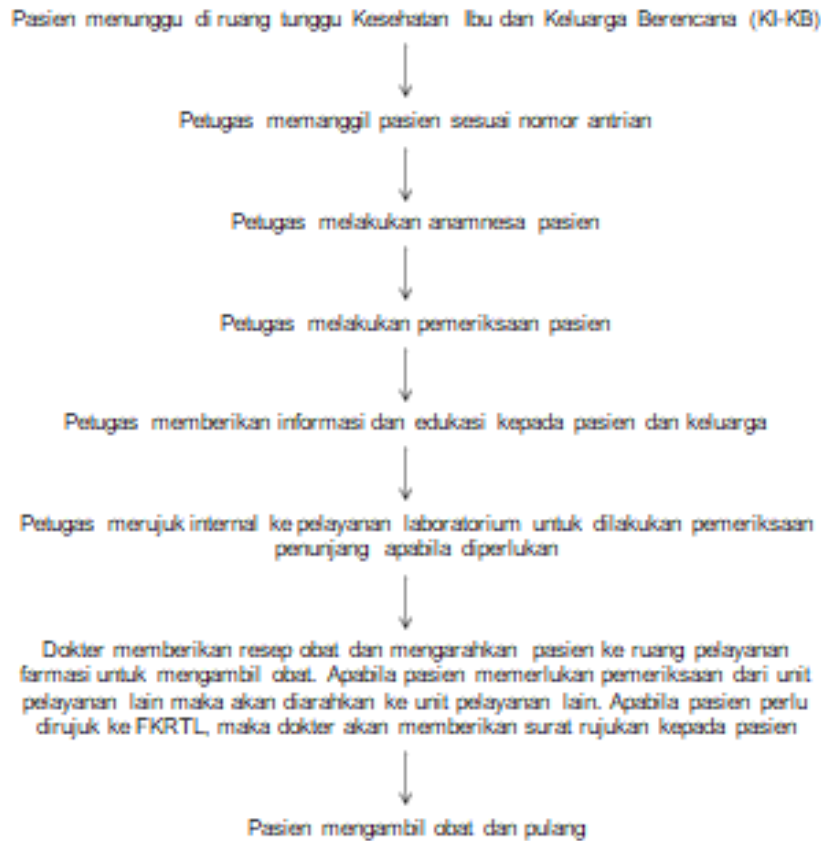 Pasien menunggu di ruang tunggu Kesehatan Ibu dan Keluarga Berencana (KI-KB)
Petugas memanggil pasien sesuai nomor antrian
Petugas melakukan anamnesa pasien
Petugas melakukan pemeriksaan pasien
Petugas memberikan informasi dan edukasi kepada pasien dan keluarga
Petugas merujuk internal ke pelayanan laboratorium untuk dilakukan pemeriksaan
penunjang apabila diperlukan
Dokter memberikan resep obat dan mengarahkan pasien ke ruang pelayanan
farmasi untuk mengambil obat. Apabila pasien memerlukan pemeriksaan dari unit
pelayanan lain maka akan diarahkan ke unit pelayanan lain. Apabila pasien perlu
dirujuk ke FKRTL, maka dokter akan memberikan surat rujukan kepada pasien
Pasien mengambil obat dan pulang